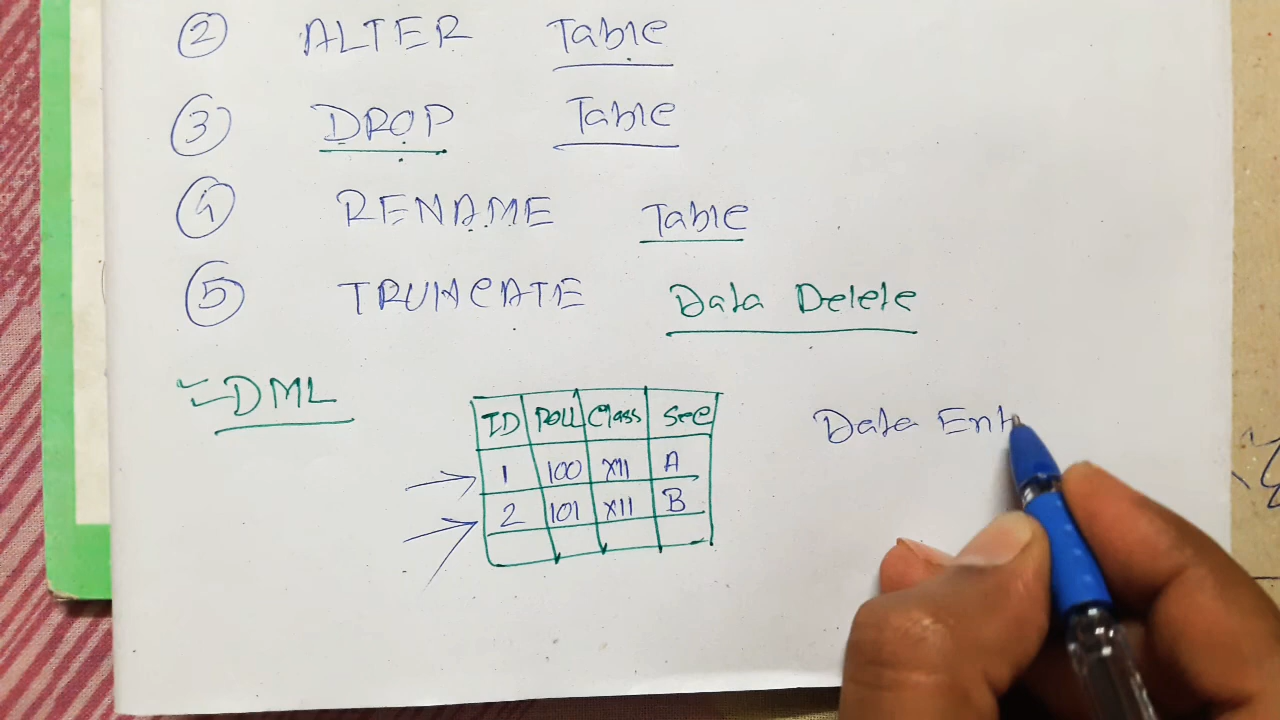 ② ALTER Table
③ DROP Table
④ RENAME Table
⑤ TRUNCATE Data Delete
DML
ID Roll Class Sec
1 100 XII A
2 101 XII B
Data Ent